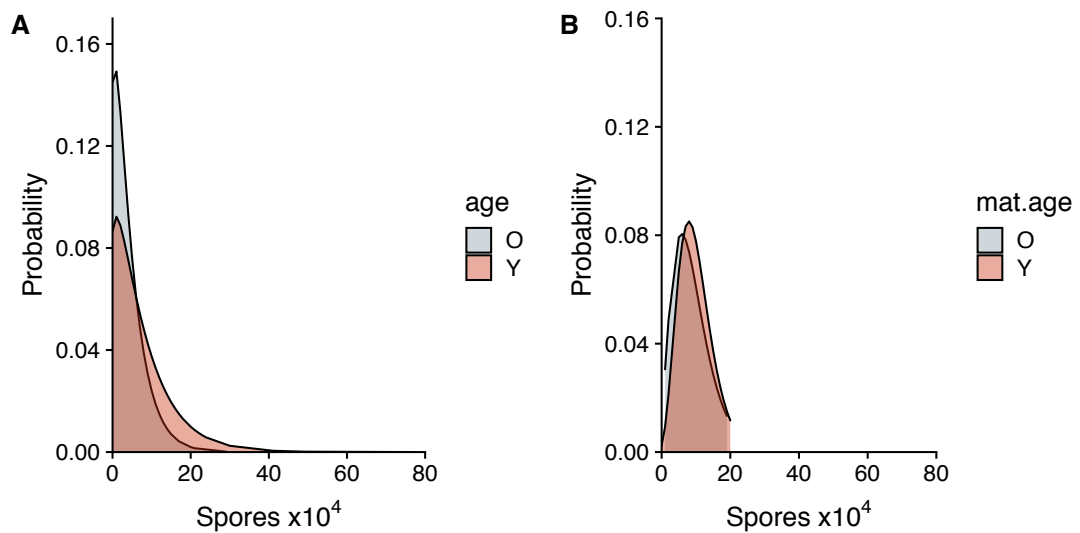 A
Probability
0.16
0.12
0.08
0.04
0.00
0 20 40 60 80
Spores x10⁴
age
O
Y
B
Probability
0.16
0.12
0.08
0.04
0.00
0 20 40 60 80
Spores x10⁴
mat.age
O
Y